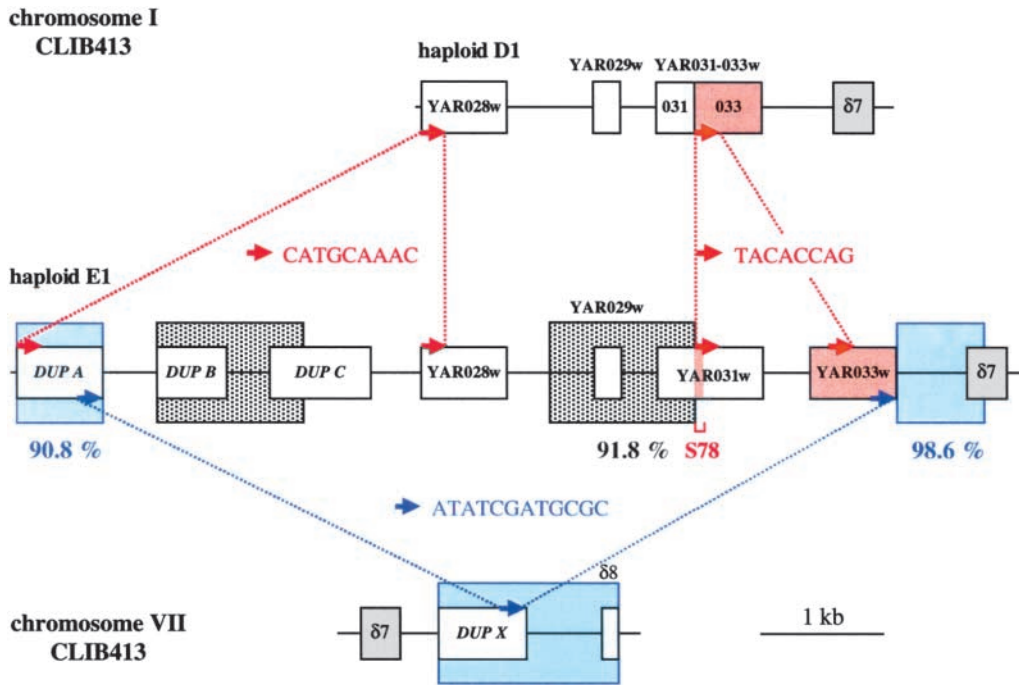 chromosome I
CLIB413
haploid D1
YAR029w YAR031-033w
YAR028w 031 033 δ7
CATGCAAAC TACACCAG
haploid E1
YAR029w
DUP A DUP B DUP C YAR028w YAR031w YAR033w δ7
90.8 % 91.8 % S78 98.6 %
ATATCGATGCGC
δ8
chromosome VII
CLIB413
δ7 DUP X
1 kb